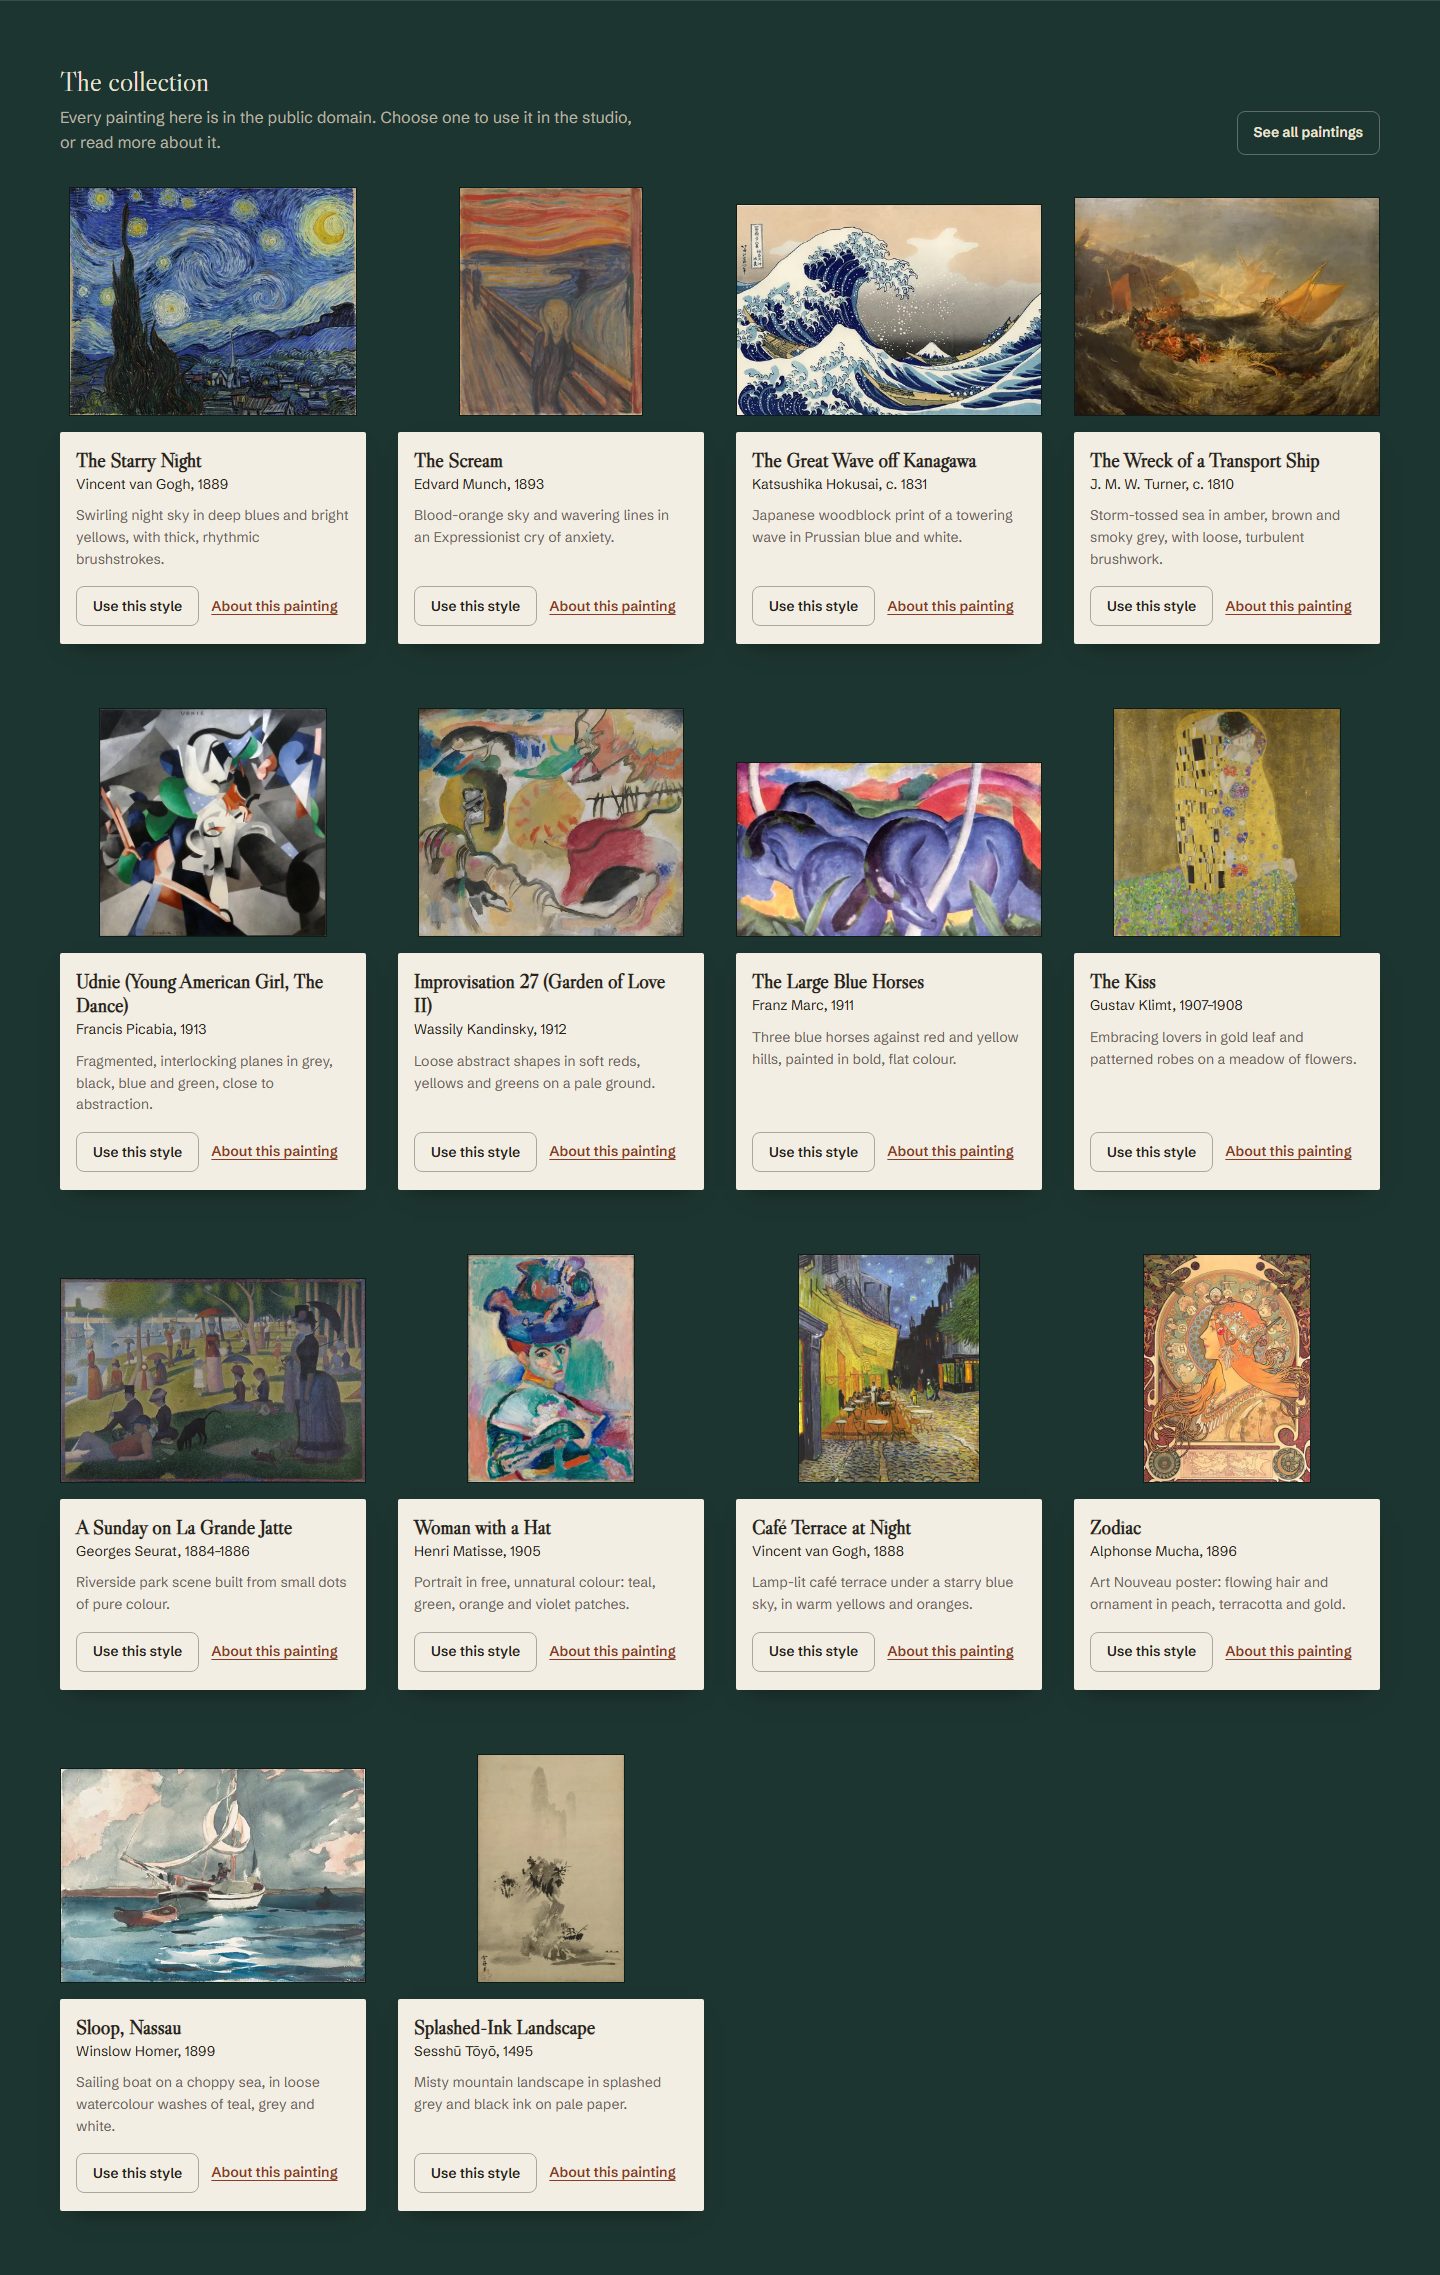 The collection
Every painting here is in the public domain. Choose one to use it in the studio,
or read more about it.
See all paintings
The Starry Night
Vincent van Gogh, 1889
Swirling night sky in deep blues and bright
yellows, with thick, rhythmic
brushstrokes.
Use this style
About this painting
The Scream
Edvard Munch, 1893
Blood-orange sky and wavering lines in
an Expressionist cry of anxiety.
Use this style
About this painting
The Great Wave off Kanagawa
Katsushika Hokusai, c. 1831
Japanese woodblock print of a towering
wave in Prussian blue and white.
Use this style
About this painting
The Wreck of a Transport Ship
J. M. W. Turner, c. 1810
Storm-tossed sea in amber, brown and
smoky grey, with loose, turbulent
brushwork.
Use this style
About this painting
UDNIE
Udnie (Young American Girl, The
Dance)
Francis Picabia, 1913
Fragmented, interlocking planes in grey,
black, blue and green, close to
abstraction.
Use this style
About this painting
Improvisation 27 (Garden of Love
II)
Wassily Kandinsky, 1912
Loose abstract shapes in soft reds,
yellows and greens on a pale ground.
Use this style
About this painting
The Large Blue Horses
Franz Marc, 1911
Three blue horses against red and yellow
hills, painted in bold, flat colour.
Use this style
About this painting
The Kiss
Gustav Klimt, 1907–1908
Embracing lovers in gold leaf and
patterned robes on a meadow of flowers.
Use this style
About this painting
A Sunday on La Grande Jatte
Georges Seurat, 1884–1886
Riverside park scene built from small dots
of pure colour.
Use this style
About this painting
Woman with a Hat
Henri Matisse, 1905
Portrait in free, unnatural colour: teal,
green, orange and violet patches.
Use this style
About this painting
Café Terrace at Night
Vincent van Gogh, 1888
Lamp-lit café terrace under a starry blue
sky, in warm yellows and oranges.
Use this style
About this painting
Zodiac
Alphonse Mucha, 1896
Art Nouveau poster: flowing hair and
ornament in peach, terracotta and gold.
Use this style
About this painting
Sloop, Nassau
Winslow Homer, 1899
Sailing boat on a choppy sea, in loose
watercolour washes of teal, grey and
white.
Use this style
About this painting
Splashed-Ink Landscape
Sesshū Tōyō, 1495
Misty mountain landscape in splashed
grey and black ink on pale paper.
Use this style
About this painting